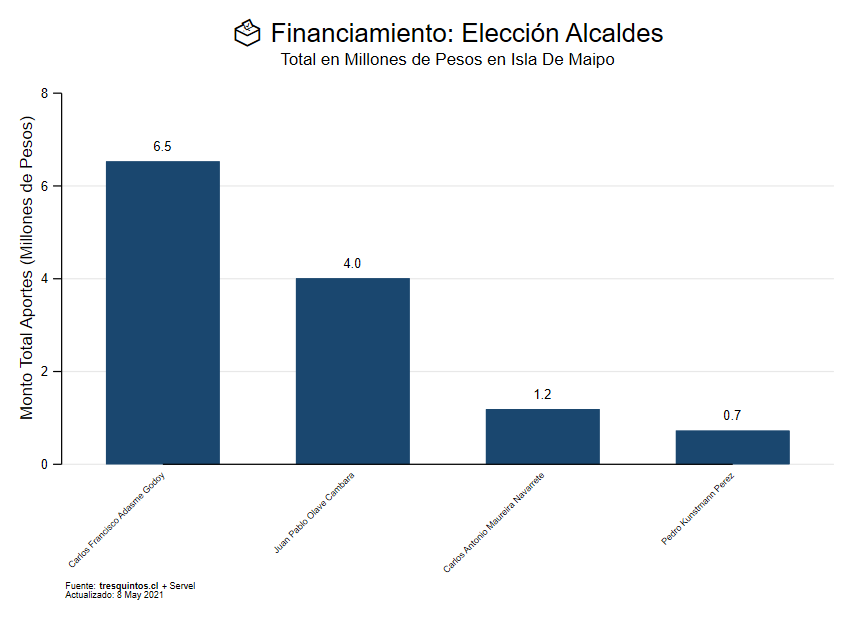 Financiamiento: Elección Alcaldes
Total en Millones de Pesos en Isla De Maipo
Monto Total Aportes (Millones de Pesos)
8
6
4
2
0
6.5
4.0
1.2
0.7
Carlos Francisco Adasme Godoy
Juan Pablo Olave Cambara
Carlos Antonio Maureira Navarrete
Pedro Kunstmann Perez
Fuente: tresquintos.cl + Servel
Actualizado: 8 May 2021